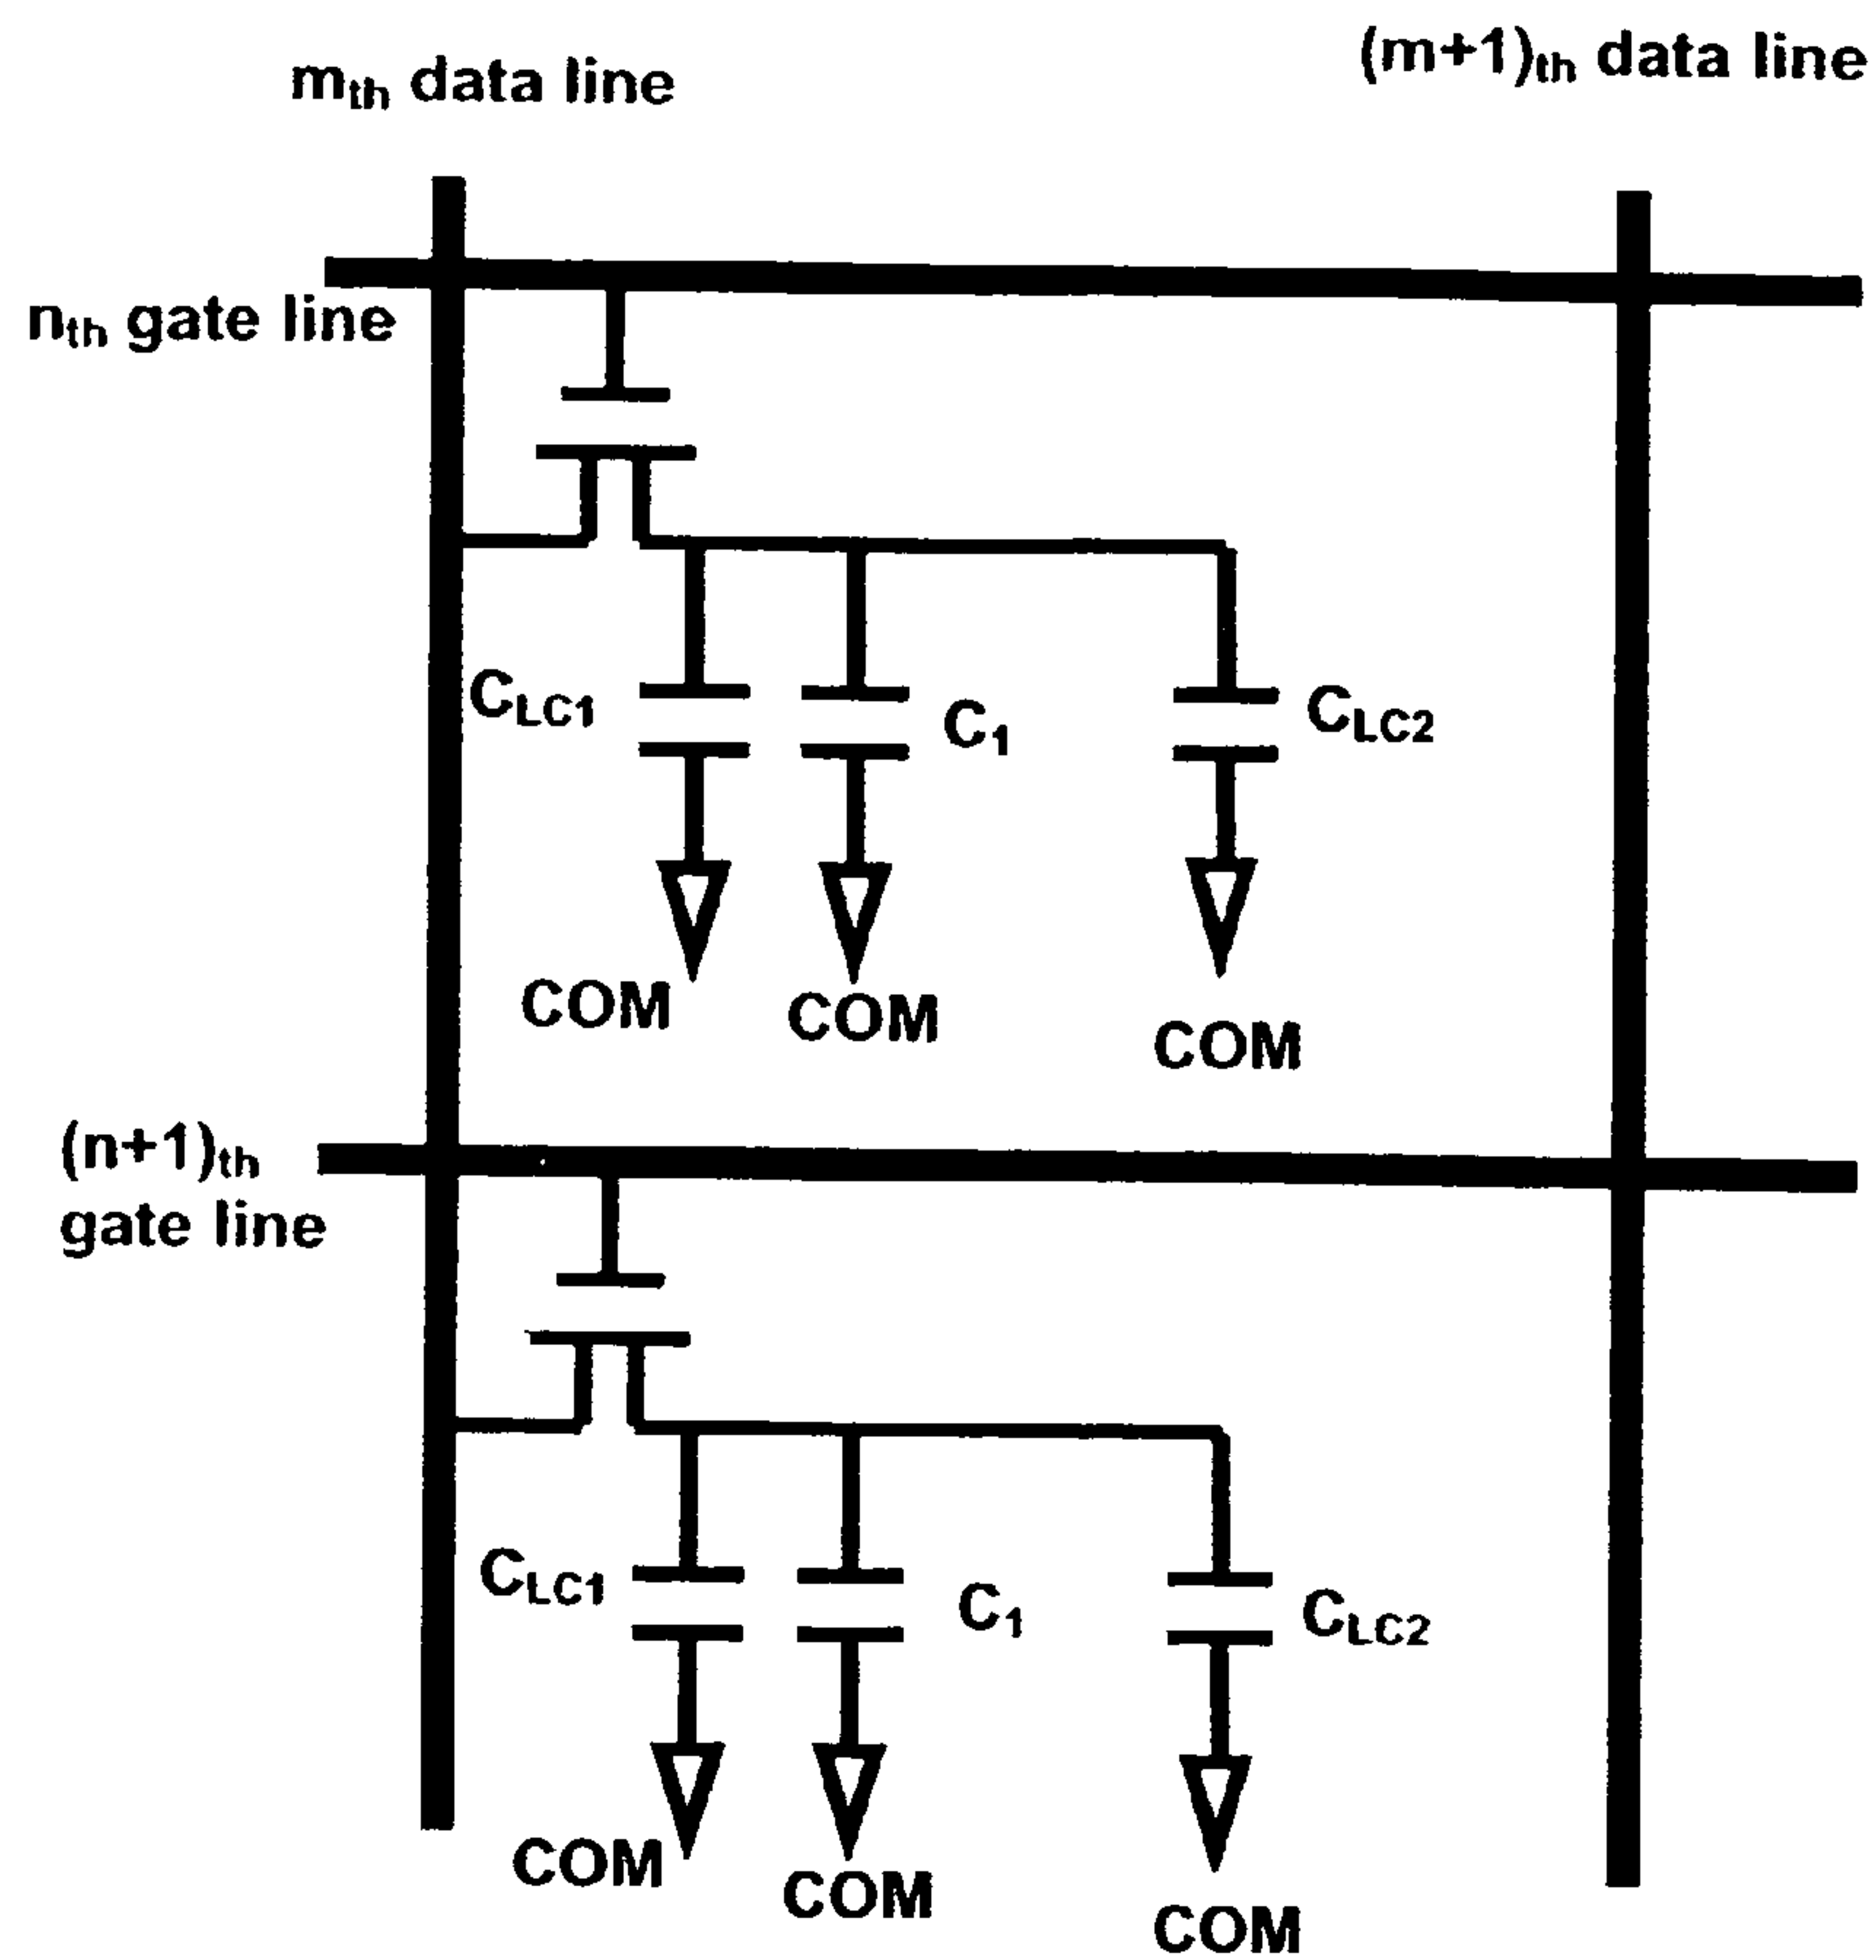 mth data line
(m+1)th data line
nth gate line
CLC1
C1
CLC2
COM
COM
COM
(n+1)th
gate line
CLC1
C1
CLC2
COM
COM
COM